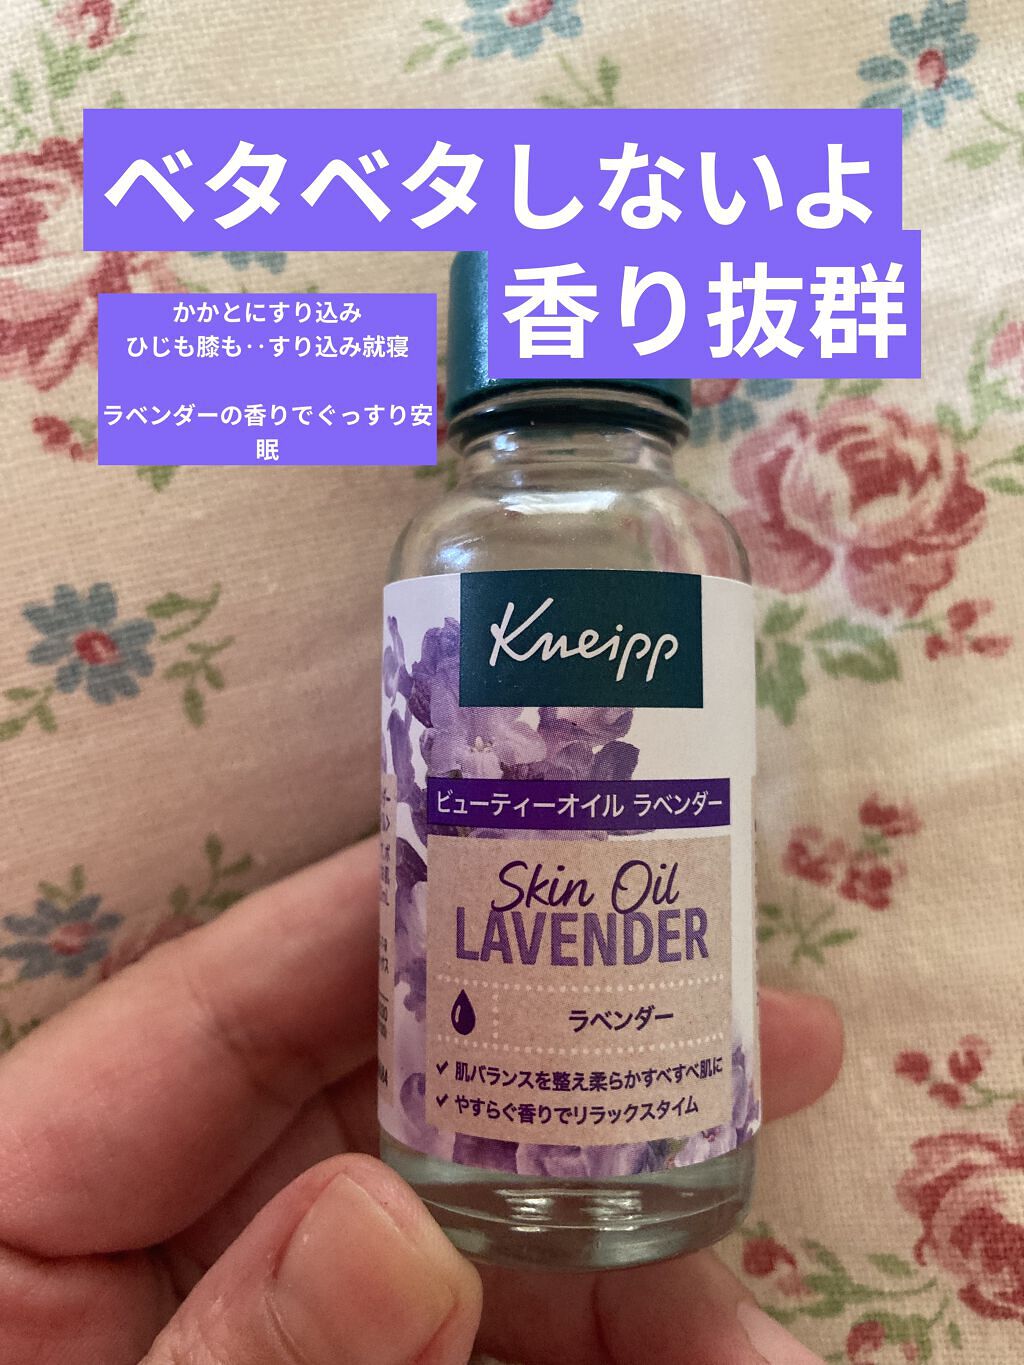 ベタベタしないよ
香り抜群
かかとにすり込み
ひじも膝も‥すり込み就寝
ラベンダーの香りでぐっすり安
眠
Kneipp
ビューティーオイル ラベンダー
Skin Oil
LAVENDER
ラベンダー
✓ 肌バランスを整え柔らかすべすべ肌に
✓ やすらぐ香りでリラックスタイム